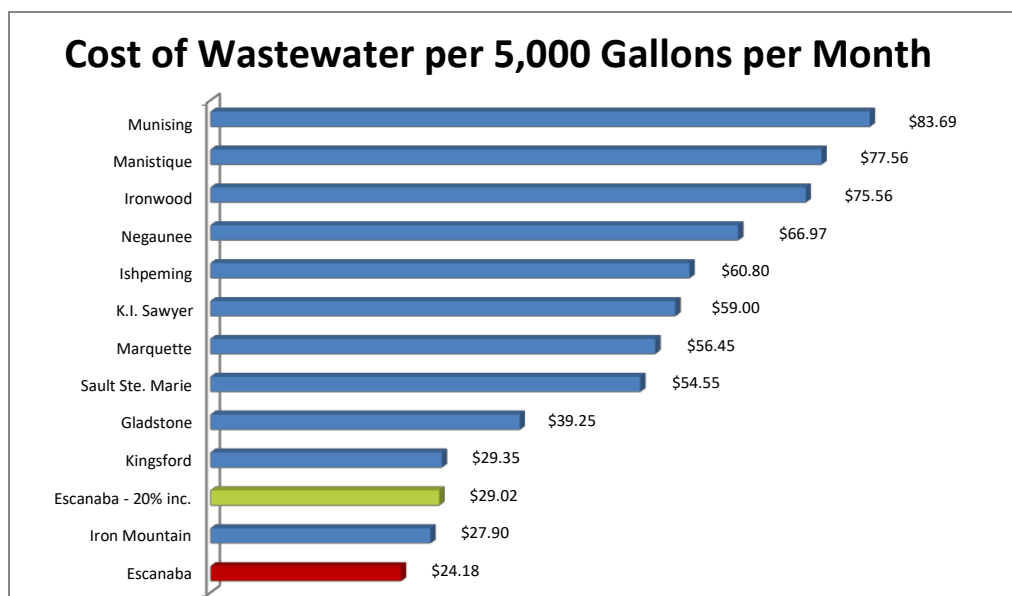 Cost of Wastewater per 5,000 Gallons per Month
Munising $83.69
Manistique $77.56
Ironwood $75.56
Negaunee $66.97
Ishpeming $60.80
K.I. Sawyer $59.00
Marquette $56.45
Sault Ste. Marie $54.55
Gladstone $39.25
Kingsford $29.35
Escanaba - 20% inc. $29.02
Iron Mountain $27.90
Escanaba $24.18